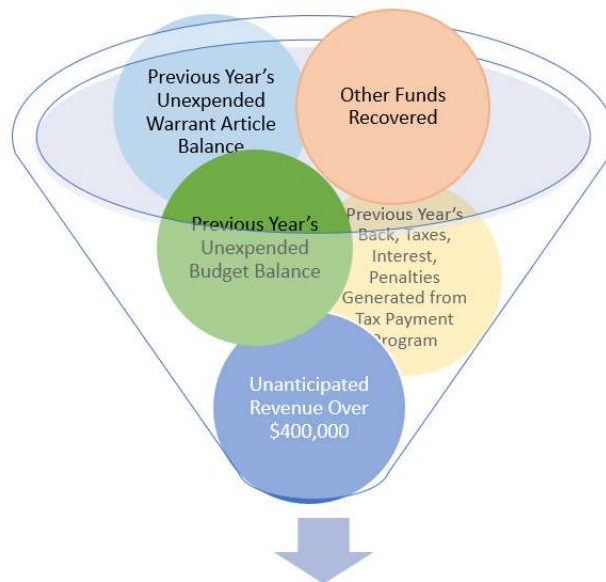 Previous Year's
Unexpended
Warrant Article
Balance
Other Funds
Recovered
Previous Year's
Unexpended
Budget Balance
Previous Year's
Back, Taxes,
Interest,
Penalties
Generated from
Tax Payment
Program
Unanticipated
Revenue Over
$400,000